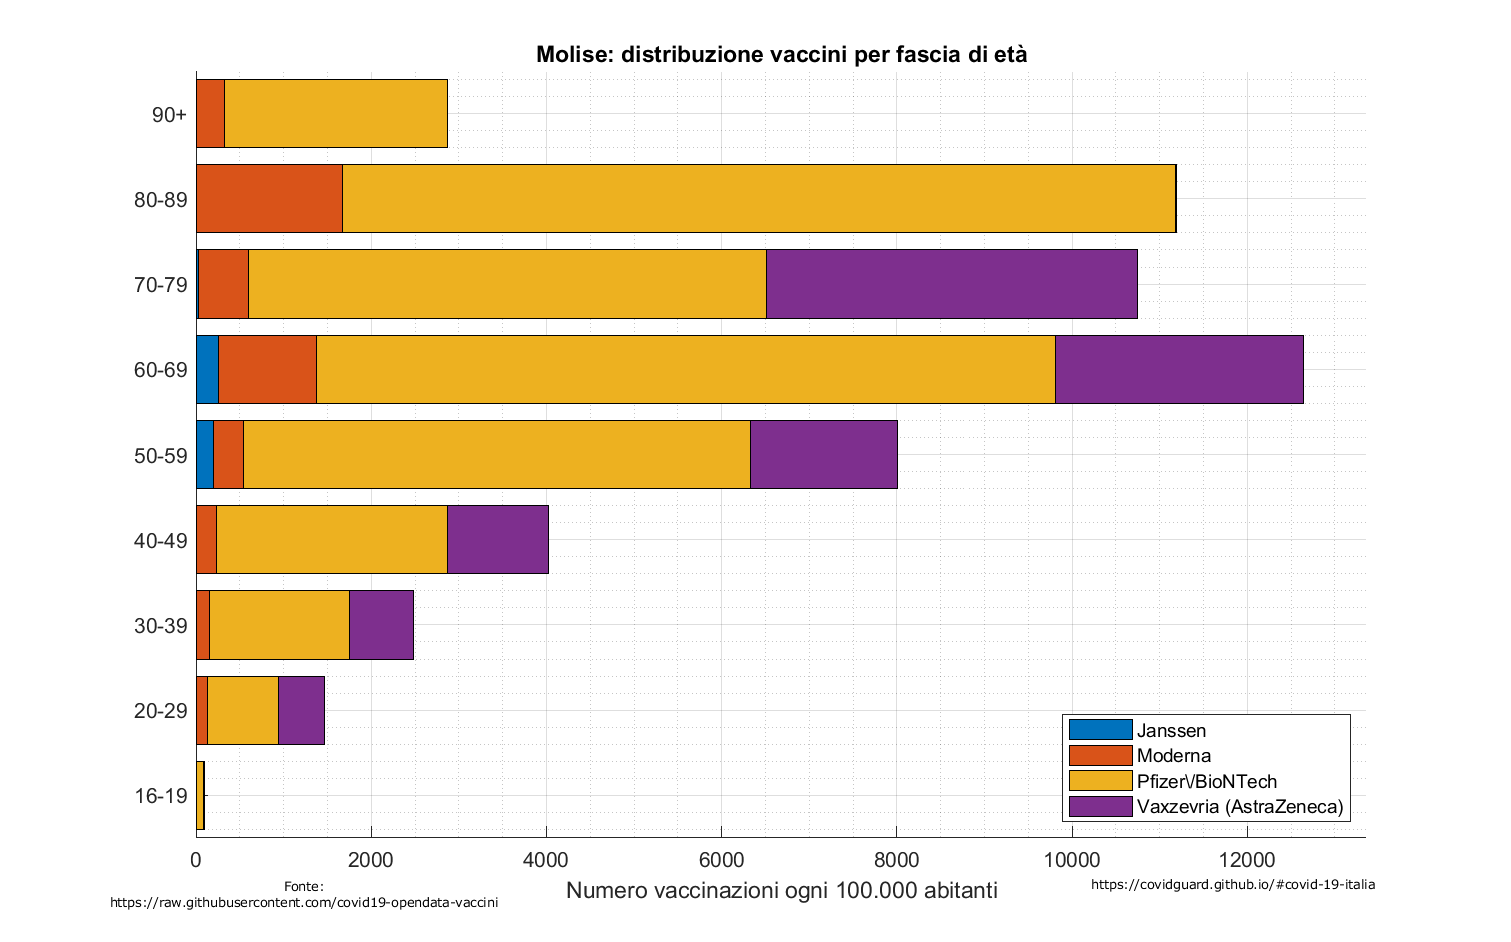 Molise: distribuzione vaccini per fascia di età
90+
80-89
70-79
60-69
50-59
40-49
30-39
20-29
16-19
Janssen
Moderna
Pfizer\/BioNTech
Vaxzevria (AstraZeneca)
0 2000 4000 6000 8000 10000 12000
Numero vaccinazioni ogni 100.000 abitanti
Fonte:
https://raw.githubusercontent.com/covid19-opendata-vaccini
https://covidguard.github.io/#covid-19-italia